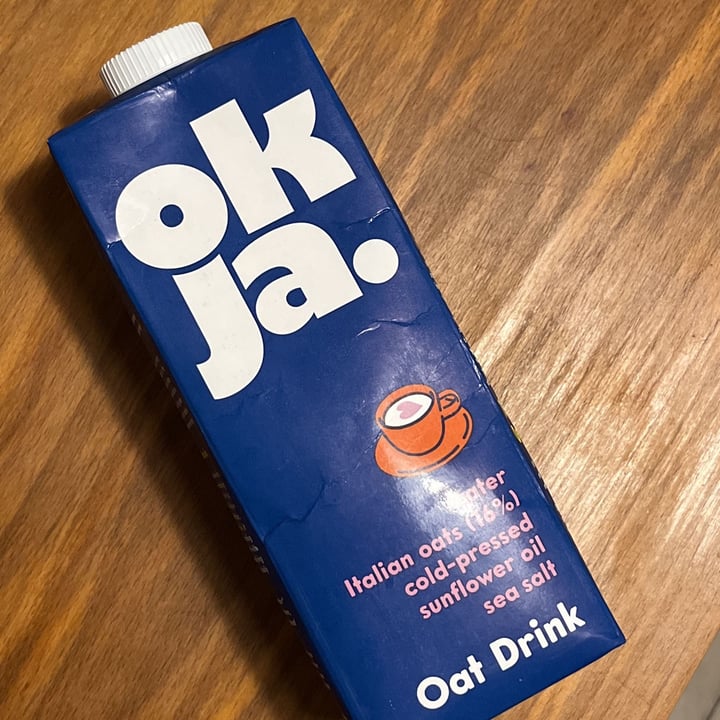 ok
ja.
water
Italian oats (16%)
cold-pressed
sunflower oil
sea salt
Oat Drink